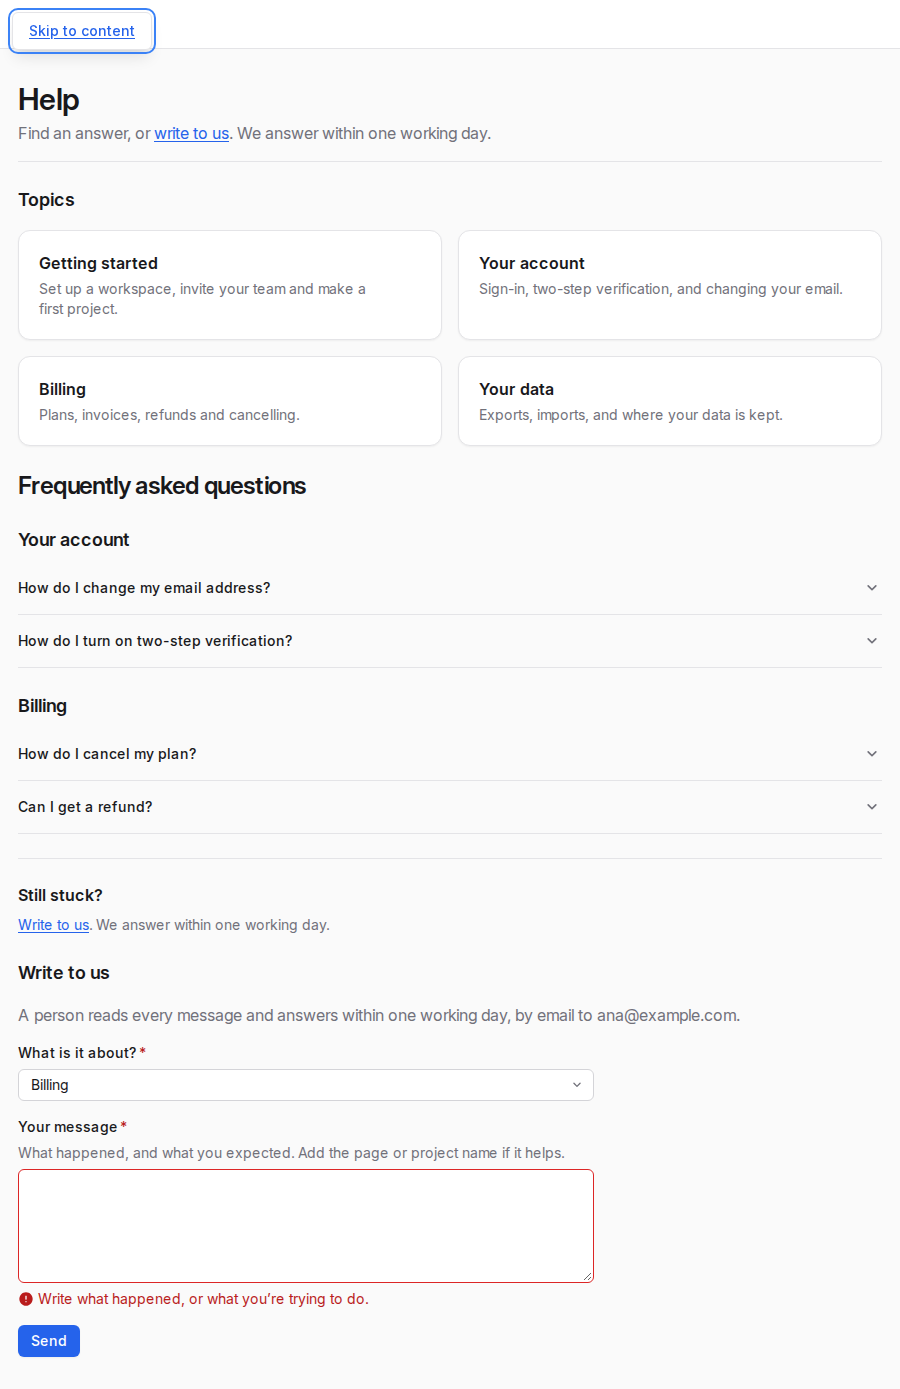 Skip to content
Help
Find an answer, or write to us. We answer within one working day.
Topics
Getting started
Set up a workspace, invite your team and make a
first project.
Your account
Sign-in, two-step verification, and changing your email.
Billing
Plans, invoices, refunds and cancelling.
Your data
Exports, imports, and where your data is kept.
Frequently asked questions
Your account
How do I change my email address?
How do I turn on two-step verification?
Billing
How do I cancel my plan?
Can I get a refund?
Still stuck?
Write to us. We answer within one working day.
Write to us
A person reads every message and answers within one working day, by email to ana@example.com.
What is it about? *
Billing
Your message *
What happened, and what you expected. Add the page or project name if it helps.
Write what happened, or what you’re trying to do.
Send